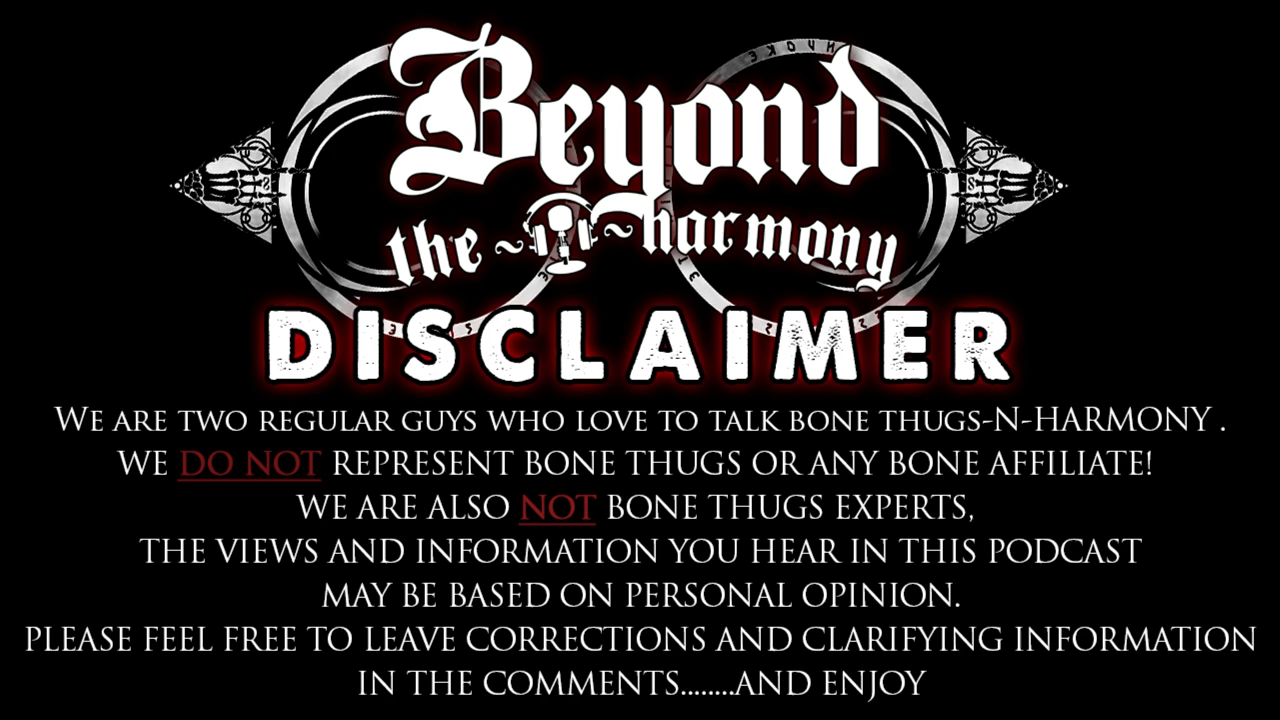 Beyond
the ~ ~ harmony
DISCLAIMER
WE ARE TWO REGULAR GUYS WHO LOVE TO TALK BONE THUGS-N-HARMONY .
WE DO NOT REPRESENT BONE THUGS OR ANY BONE AFFILIATE!
WE ARE ALSO NOT BONE THUGS EXPERTS,
THE VIEWS AND INFORMATION YOU HEAR IN THIS PODCAST
MAY BE BASED ON PERSONAL OPINION.
PLEASE FEEL FREE TO LEAVE CORRECTIONS AND CLARIFYING INFORMATION
IN THE COMMENTS........AND ENJOY